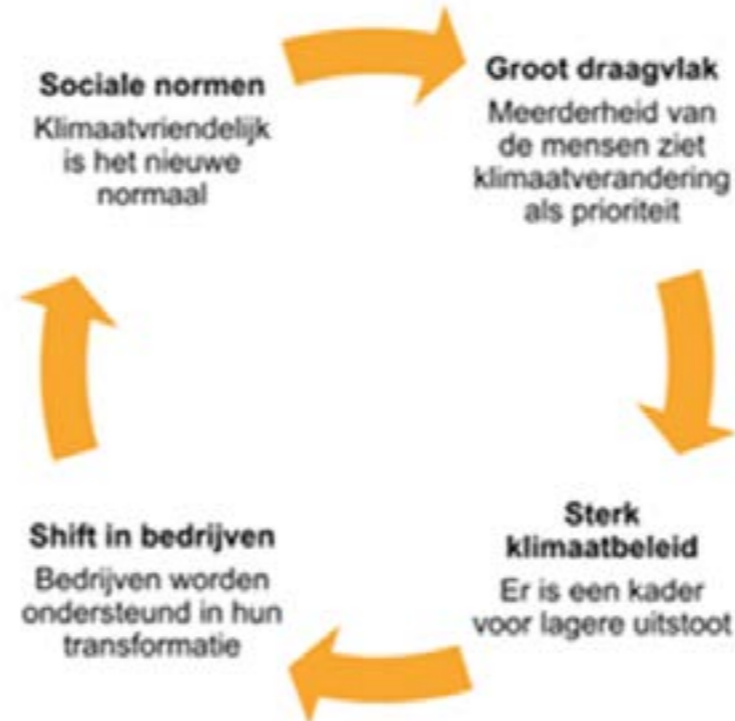 Sociale normen
Klimaatvriendelijk
is het nieuwe
normaal
Groot draagvlak
Meerderheid van
de mensen ziet
klimaatverandering
als prioriteit
Sterk
klimaatbeleid
Er is een kader
voor lagere uitstoot
Shift in bedrijven
Bedrijven worden
ondersteund in hun
transformatie